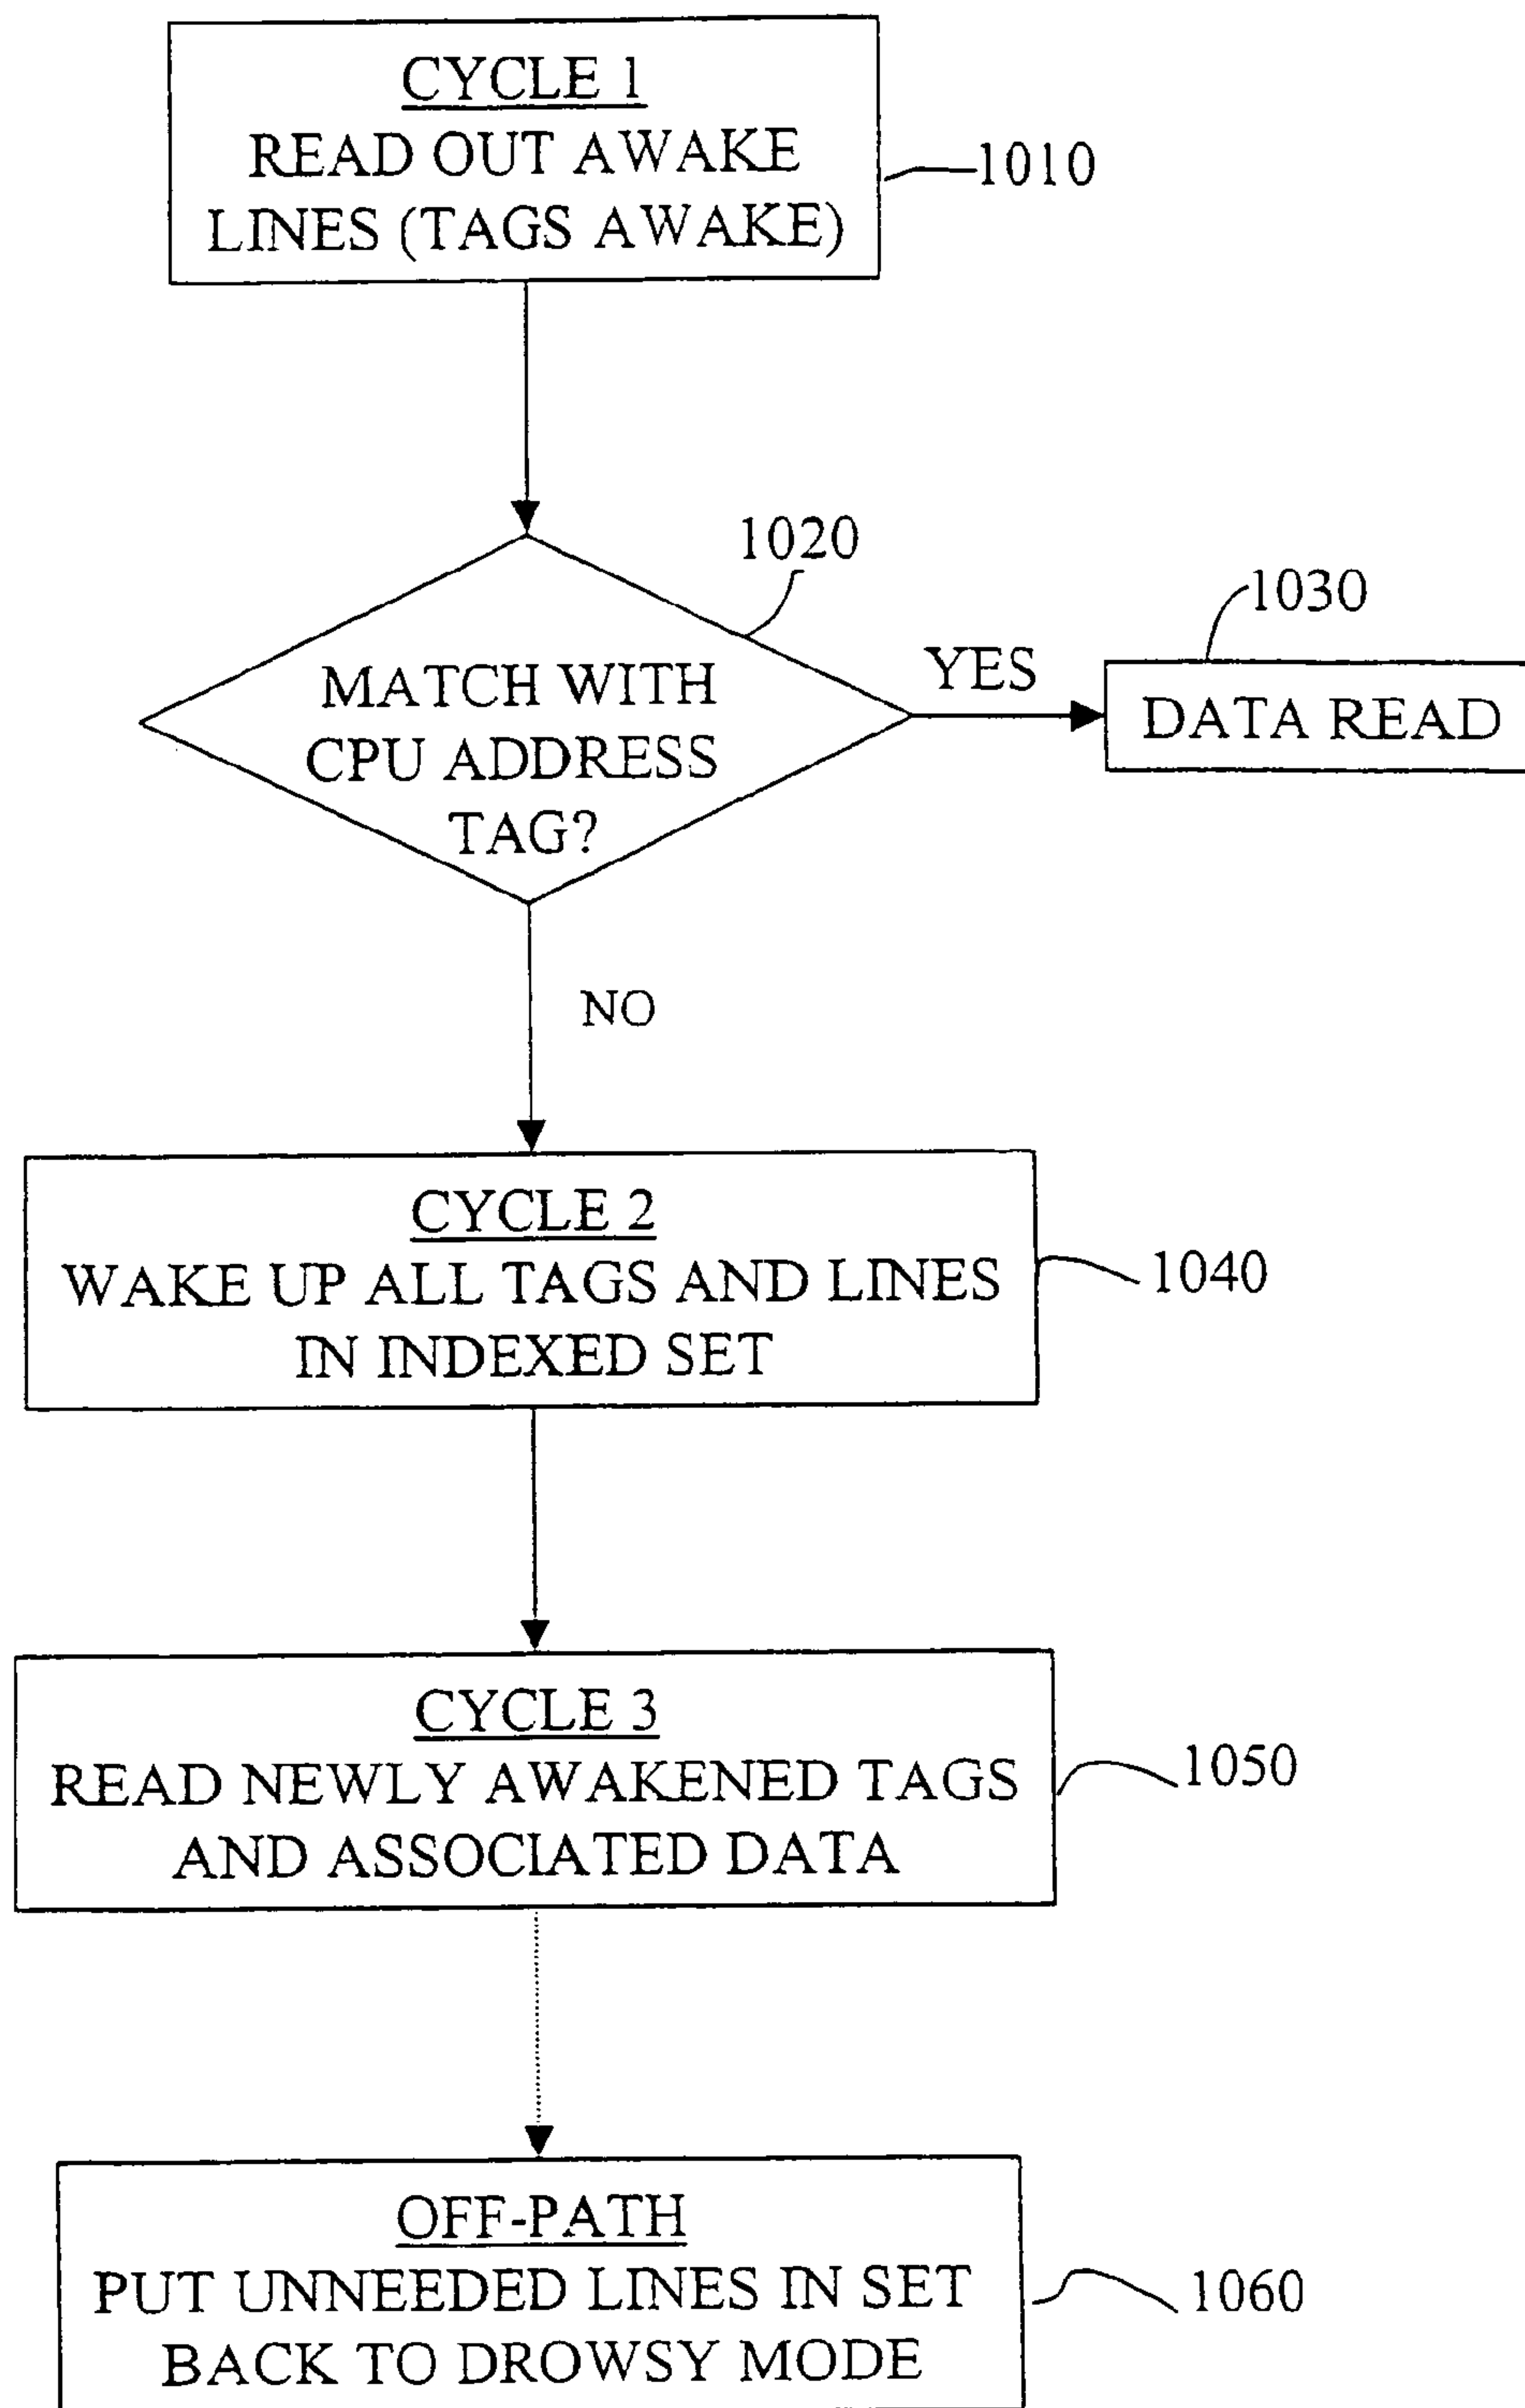 CYCLE 1
READ OUT AWAKE
LINES (TAGS AWAKE)
1010
1020
MATCH WITH
CPU ADDRESS
TAG?
YES
1030
DATA READ
NO
CYCLE 2
WAKE UP ALL TAGS AND LINES
IN INDEXED SET
1040
CYCLE 3
READ NEWLY AWAKENED TAGS
AND ASSOCIATED DATA
1050
OFF-PATH
PUT UNNEEDED LINES IN SET
BACK TO DROWSY MODE
1060